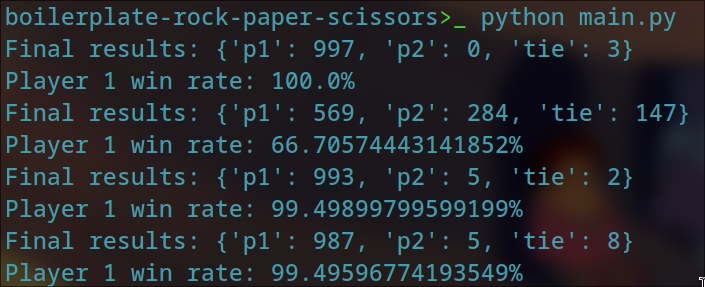 boilerplate-rock-paper-scissors>_ python main.py
Final results: {'p1': 997, 'p2': 0, 'tie': 3}
Player 1 win rate: 100.0%
Final results: {'p1': 569, 'p2': 284, 'tie': 147}
Player 1 win rate: 66.70574443141852%
Final results: {'p1': 993, 'p2': 5, 'tie': 2}
Player 1 win rate: 99.49899799599199%
Final results: {'p1': 987, 'p2': 5, 'tie': 8}
Player 1 win rate: 99.49596774193549%